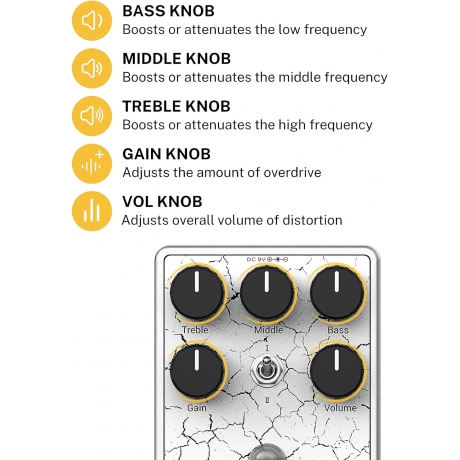 BASS KNOB
Boosts or attenuates the low frequency
MIDDLE KNOB
Boosts or attenuates the middle frequency
TREBLE KNOB
Boosts or attenuates the high frequency
GAIN KNOB
Adjusts the amount of overdrive
VOL KNOB
Adjusts overall volume of distortion
DC 9V
Treble Middle Bass
I
Gain II Volume